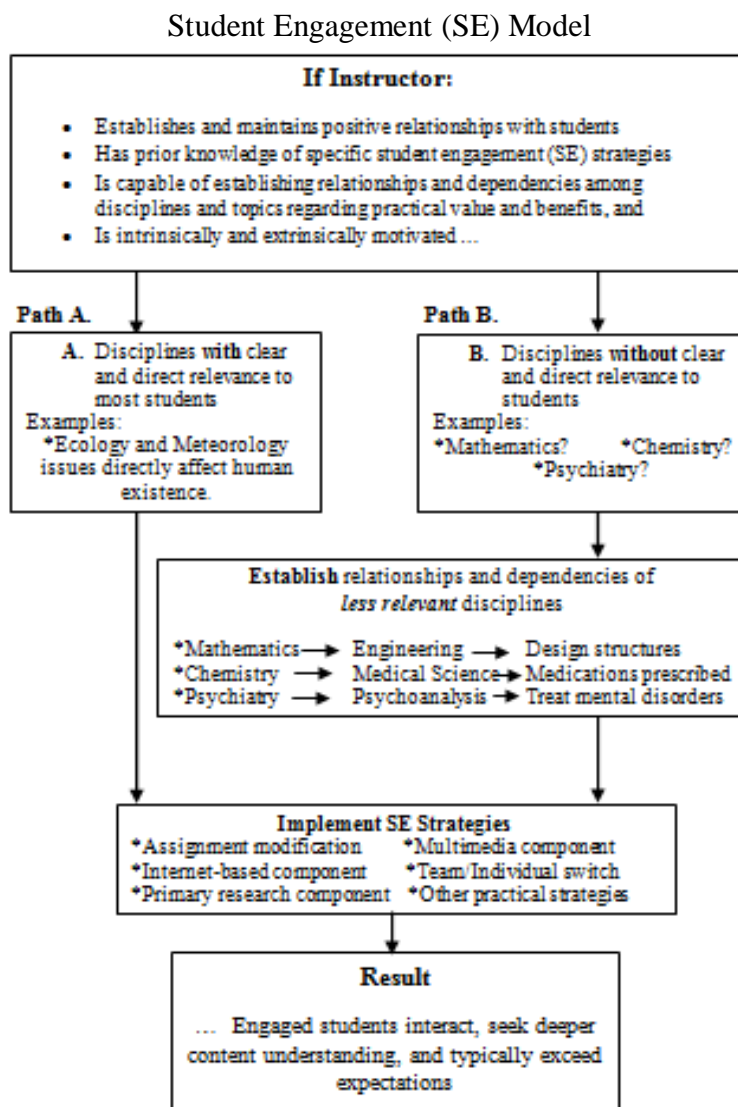 Student Engagement (SE) Model
If Instructor:
• Establishes and maintains positive relationships with students
• Has prior knowledge of specific student engagement (SE) strategies
• Is capable of establishing relationships and dependencies among
disciplines and topics regarding practical value and benefits, and
• Is intrinsically and extrinsically motivated …
Path A.
A. Disciplines with clear
and direct relevance to
most students
Examples:
*Ecology and Meteorology
issues directly affect human
existence.
Path B.
B. Disciplines without clear
and direct relevance to
students
Examples:
*Mathematics? *Chemistry?
*Psychiatry?
Establish relationships and dependencies of
less relevant disciplines
*Mathematics → Engineering → Design structures
*Chemistry → Medical Science → Medications prescribed
*Psychiatry → Psychoanalysis → Treat mental disorders
Implement SE Strategies
*Assignment modification *Multimedia component
*Internet-based component *Team/Individual switch
*Primary research component *Other practical strategies
Result
… Engaged students interact, seek deeper
content understanding, and typically exceed
expectations